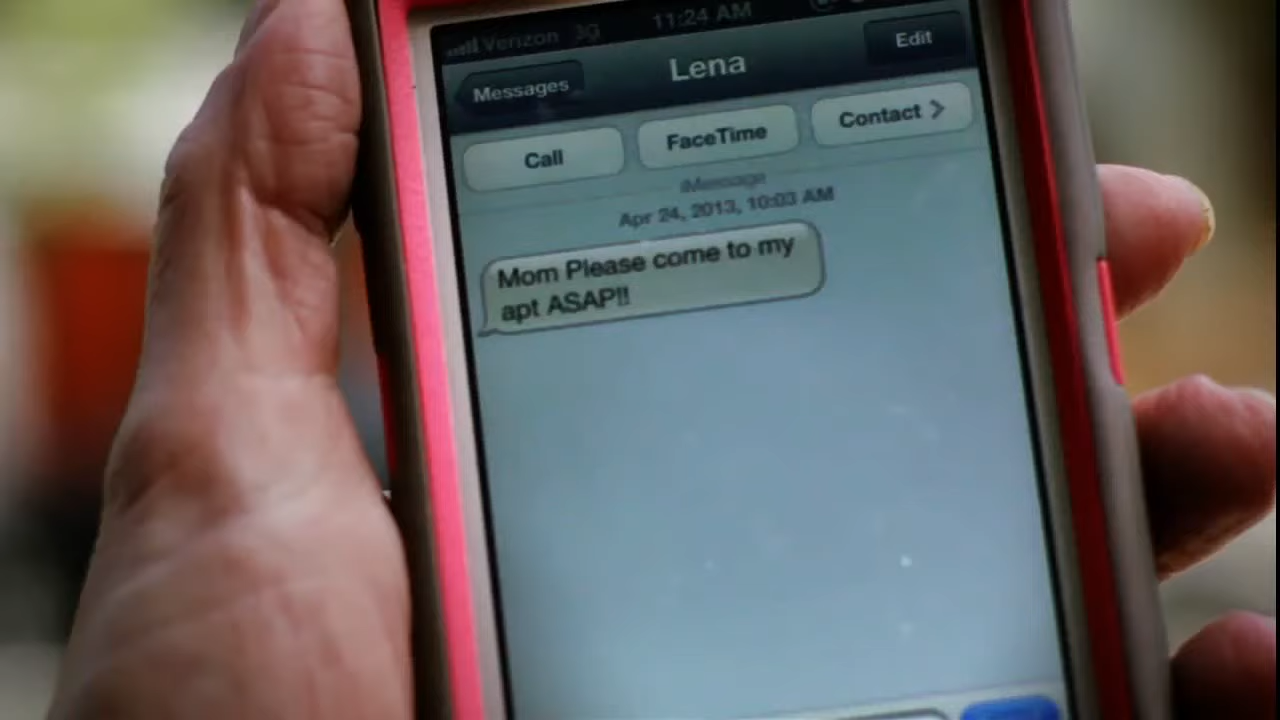 Verizon 3G 11:24 AM
Messages Lena Edit
Call FaceTime Contact
iMessage
Apr 24, 2013, 10:03 AM
Mom Please come to my
apt ASAP!!